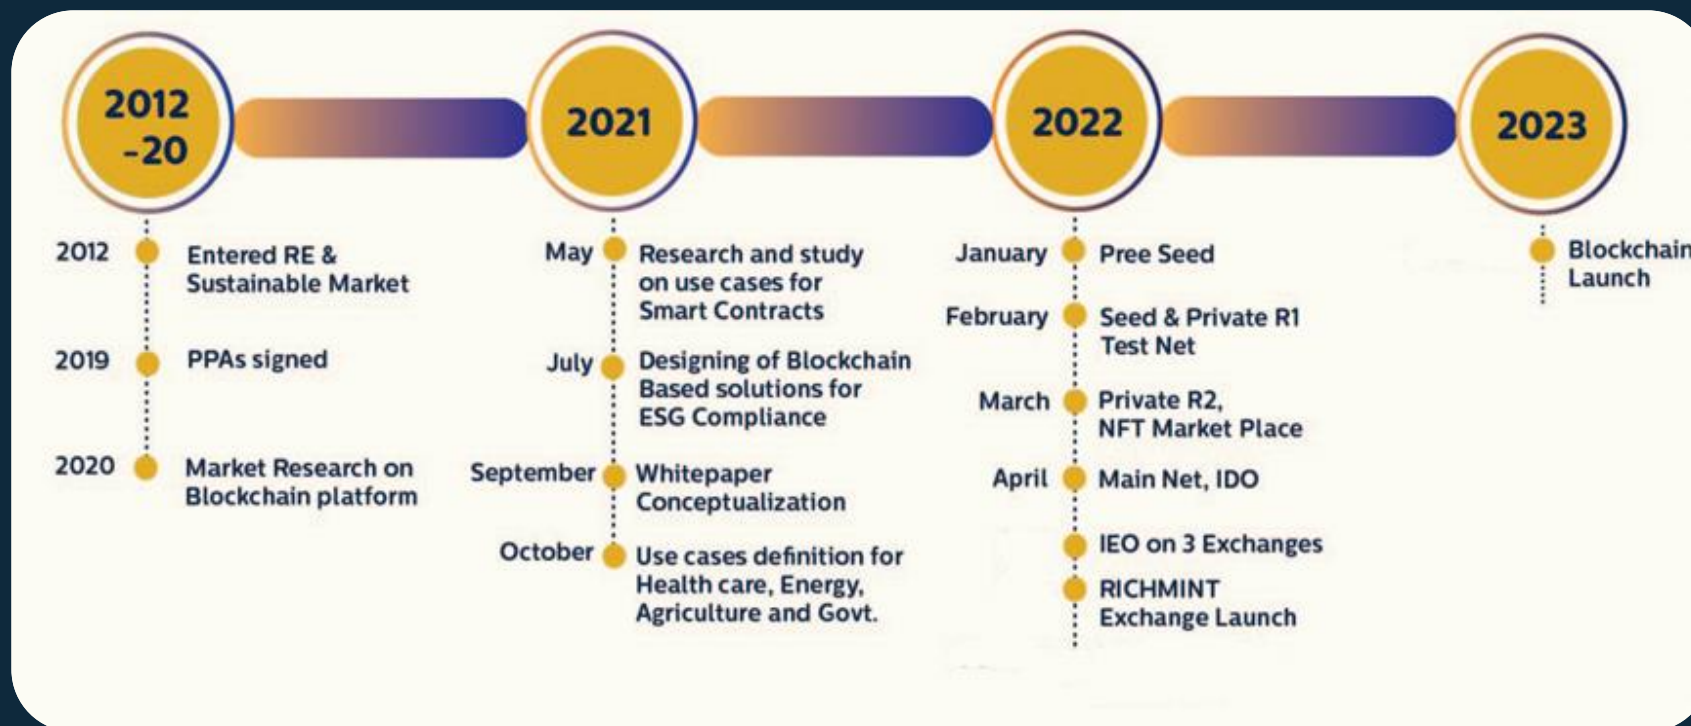 2012
-20
2021
2022
2023
2012
Entered RE &
Sustainable Market
2019
PPAs signed
2020
Market Research on
Blockchain platform
May
Research and study
on use cases for
Smart Contracts
July
Designing of Blockchain
Based solutions for
ESG Compliance
September
Whitepaper
Conceptualization
October
Use cases definition for
Health care, Energy,
Agriculture and Govt.
January
Pree Seed
February
Seed & Private R1
Test Net
March
Private R2,
NFT Market Place
April
Main Net, IDO
IEO on 3 Exchanges
RICHMINT
Exchange Launch
Blockchain
Launch